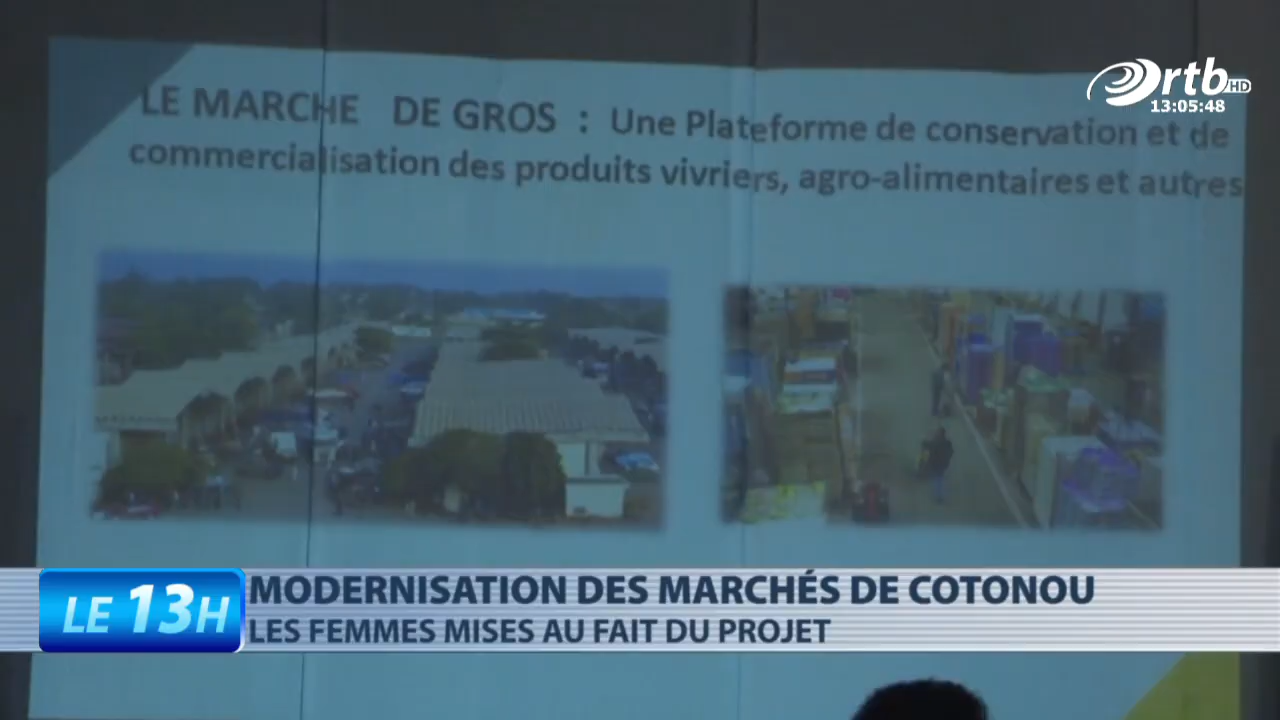 LE MARCHE DE GROS : Une Plateforme de conservation et de
commercialisation des produits vivriers, agro-alimentaires et autres
ortb HD
13:05:48
LE 13H
MODERNISATION DES MARCHÉS DE COTONOU
LES FEMMES MISES AU FAIT DU PROJET